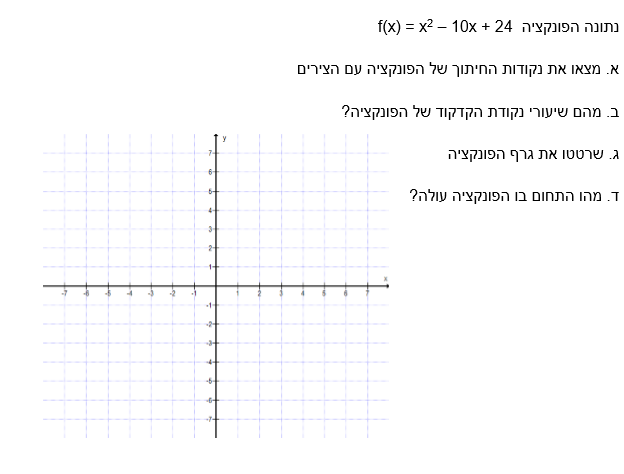 נתונה הפונקציה f(x) = x² – 10x + 24
א. מצאו את נקודות החיתוך של הפונקציה עם הצירים
ב. מהם שיעורי נקודת הקדקוד של הפונקציה?
ג. שרטטו את גרף הפונקציה
ד. מהו התחום בו הפונקציה עולה?
y
7
6
5
4
3
2
1
x
-7 -6 -5 -4 -3 -2 -1 1 2 3 4 5 6 7
-1
-2
-3
-4
-5
-6
-7